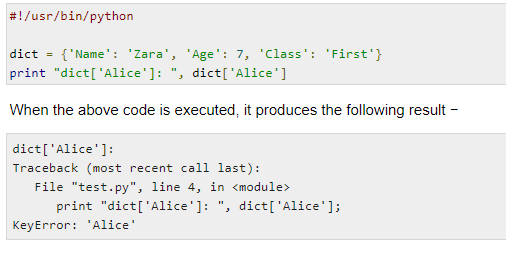 #!/usr/bin/python
dict = {'Name': 'Zara', 'Age': 7, 'Class': 'First'}
print "dict['Alice']: ", dict['Alice']
When the above code is executed, it produces the following result −
dict['Alice']:
Traceback (most recent call last):
   File "test.py", line 4, in <module>
      print "dict['Alice']: ", dict['Alice'];
KeyError: 'Alice'